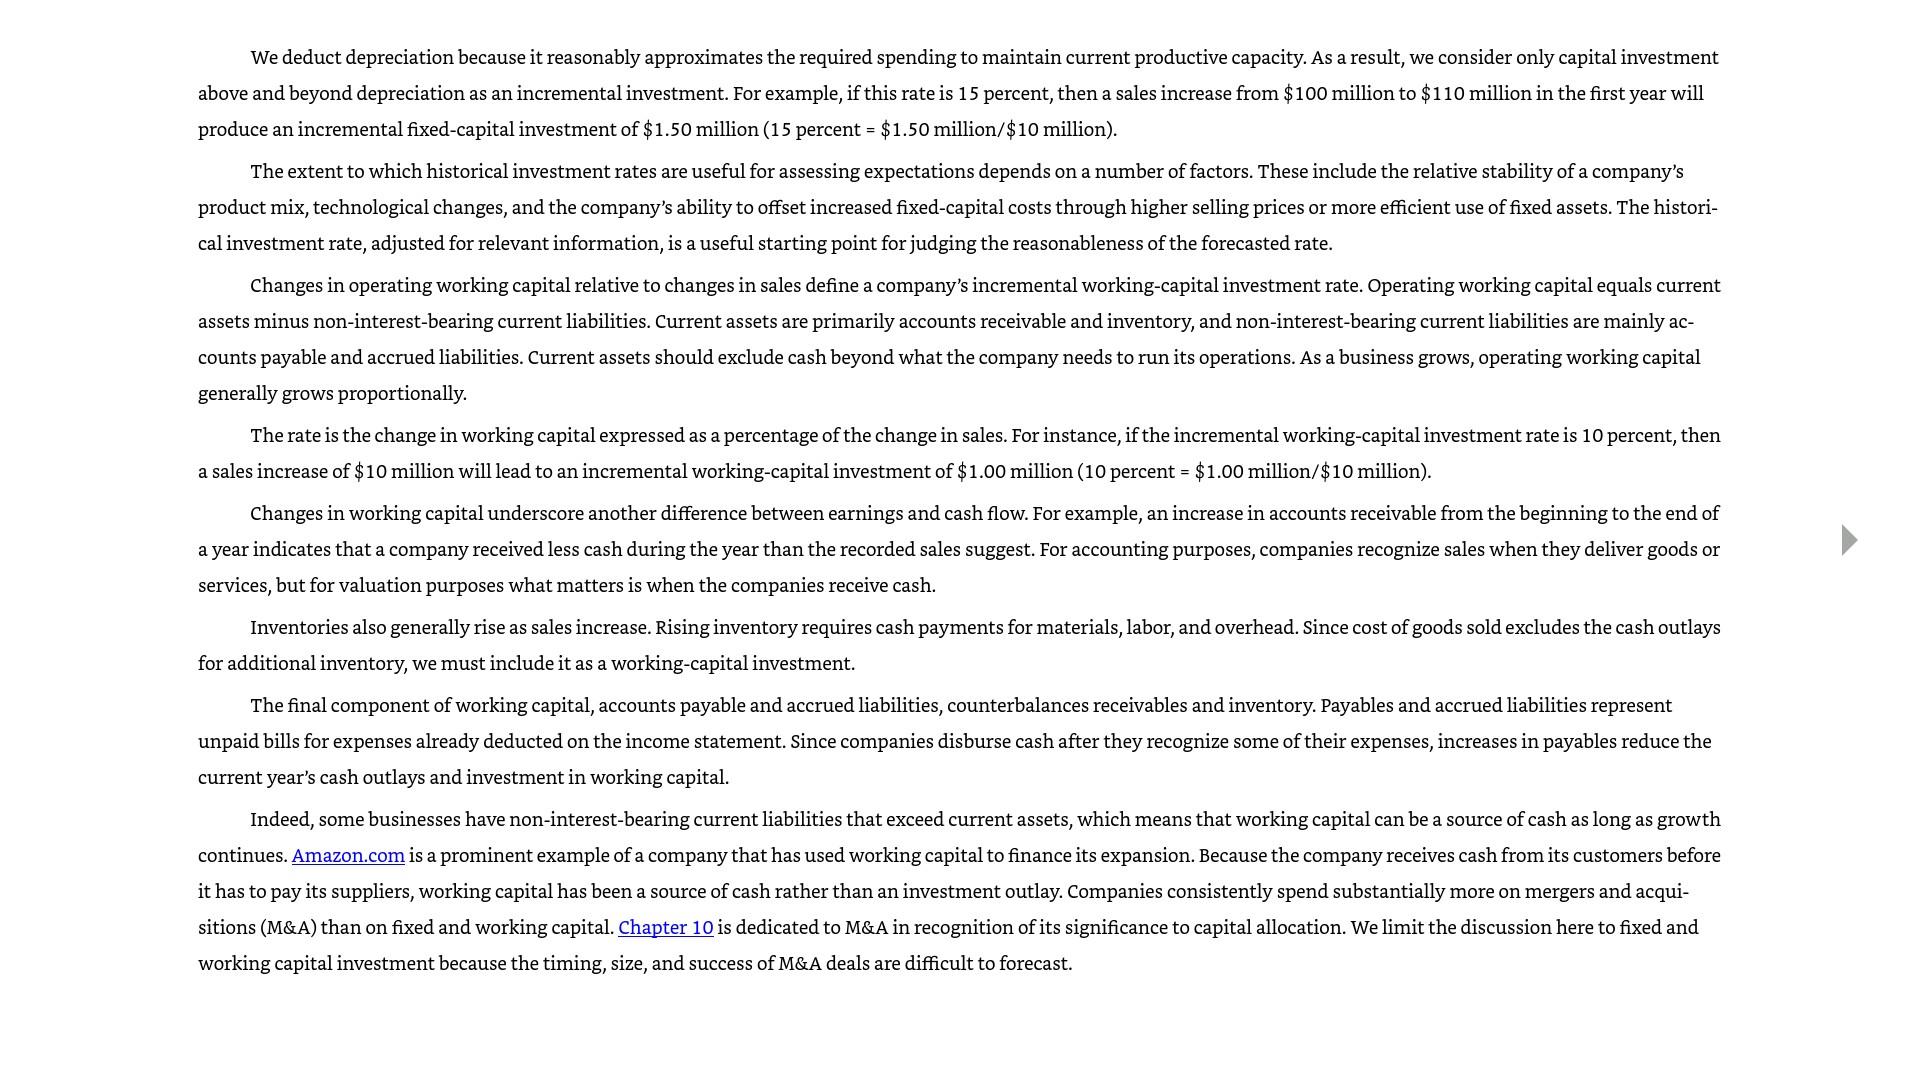 We deduct depreciation because it reasonably approximates the required spending to maintain current productive capacity. As a result, we consider only capital investment
above and beyond depreciation as an incremental investment. For example, if this rate is 15 percent, then a sales increase from $100 million to $110 million in the first year will
produce an incremental fixed-capital investment of $1.50 million (15 percent = $1.50 million/$10 million).
The extent to which historical investment rates are useful for assessing expectations depends on a number of factors. These include the relative stability of a company’s
product mix, technological changes, and the company’s ability to offset increased fixed-capital costs through higher selling prices or more efficient use of fixed assets. The histori-
cal investment rate, adjusted for relevant information, is a useful starting point for judging the reasonableness of the forecasted rate.
Changes in operating working capital relative to changes in sales define a company’s incremental working-capital investment rate. Operating working capital equals current
assets minus non-interest-bearing current liabilities. Current assets are primarily accounts receivable and inventory, and non-interest-bearing current liabilities are mainly ac-
counts payable and accrued liabilities. Current assets should exclude cash beyond what the company needs to run its operations. As a business grows, operating working capital
generally grows proportionally.
The rate is the change in working capital expressed as a percentage of the change in sales. For instance, if the incremental working-capital investment rate is 10 percent, then
a sales increase of $10 million will lead to an incremental working-capital investment of $1.00 million (10 percent = $1.00 million/$10 million).
Changes in working capital underscore another difference between earnings and cash flow. For example, an increase in accounts receivable from the beginning to the end of
a year indicates that a company received less cash during the year than the recorded sales suggest. For accounting purposes, companies recognize sales when they deliver goods or
services, but for valuation purposes what matters is when the companies receive cash.
Inventories also generally rise as sales increase. Rising inventory requires cash payments for materials, labor, and overhead. Since cost of goods sold excludes the cash outlays
for additional inventory, we must include it as a working-capital investment.
The final component of working capital, accounts payable and accrued liabilities, counterbalances receivables and inventory. Payables and accrued liabilities represent
unpaid bills for expenses already deducted on the income statement. Since companies disburse cash after they recognize some of their expenses, increases in payables reduce the
current year’s cash outlays and investment in working capital.
Indeed, some businesses have non-interest-bearing current liabilities that exceed current assets, which means that working capital can be a source of cash as long as growth
continues. Amazon.com is a prominent example of a company that has used working capital to finance its expansion. Because the company receives cash from its customers before
it has to pay its suppliers, working capital has been a source of cash rather than an investment outlay. Companies consistently spend substantially more on mergers and acqui-
sitions (M&A) than on fixed and working capital. Chapter 10 is dedicated to M&A in recognition of its significance to capital allocation. We limit the discussion here to fixed and
working capital investment because the timing, size, and success of M&A deals are difficult to forecast.